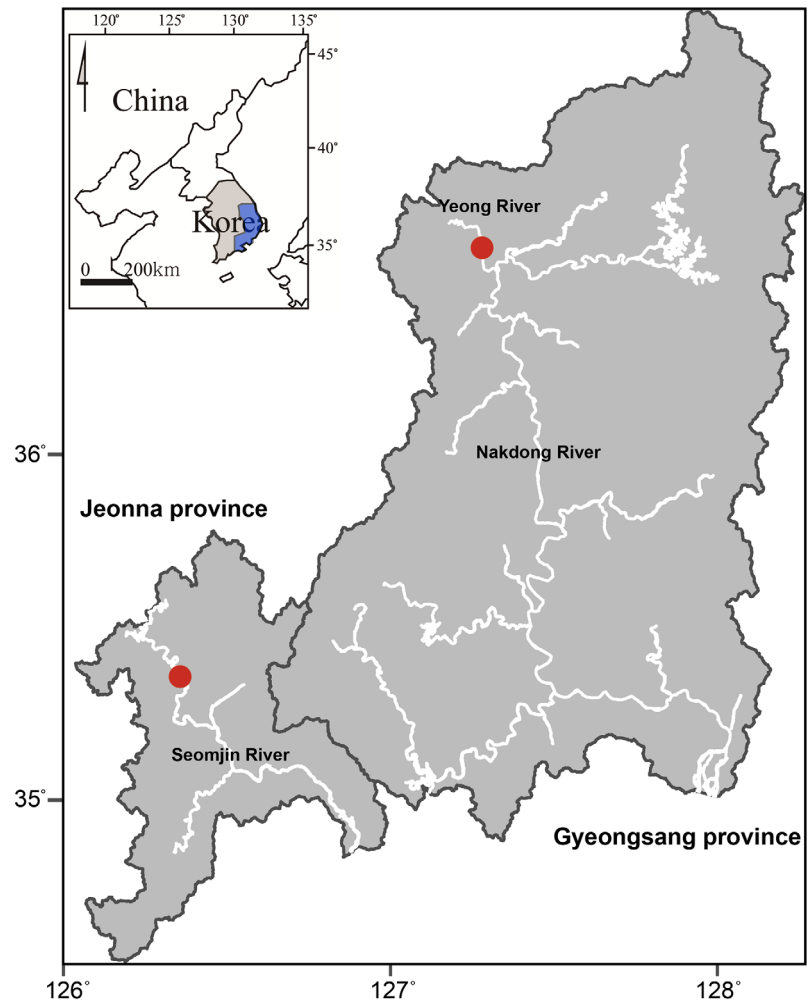 120˚ 125˚ 130˚ 135˚
45˚
China
40˚
Korea
35˚
0 200km
Yeong River
36˚
Nakdong River
Jeonna province
Seomjin River
35˚
Gyeongsang province
126˚ 127˚ 128˚